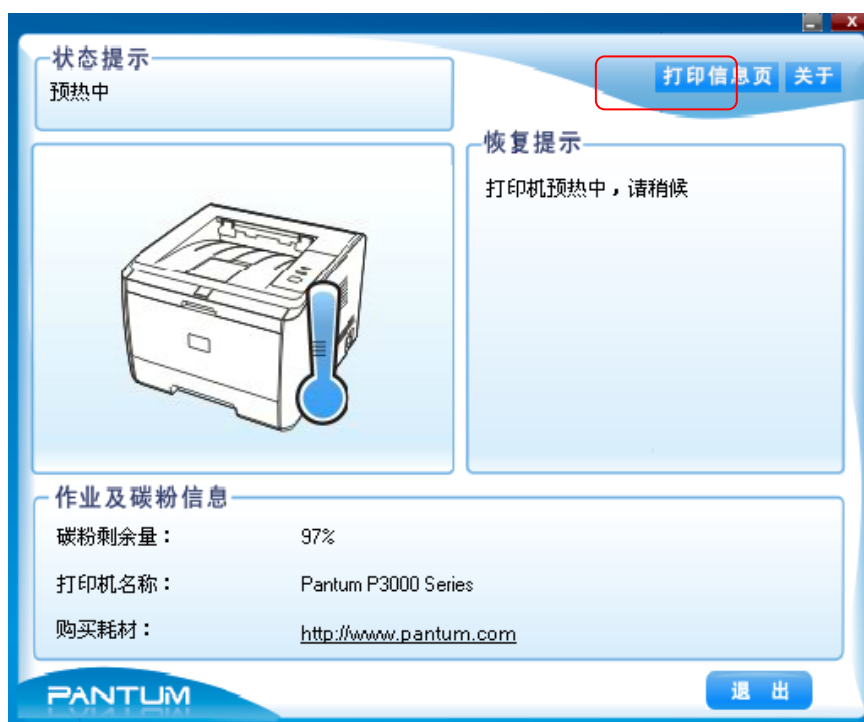 状态提示
预热中
打印信息页 关于
恢复提示
打印机预热中，请稍候
作业及碳粉信息
碳粉剩余量： 97%
打印机名称： Pantum P3000 Series
购买耗材： http://www.pantum.com
PANTUM
退 出